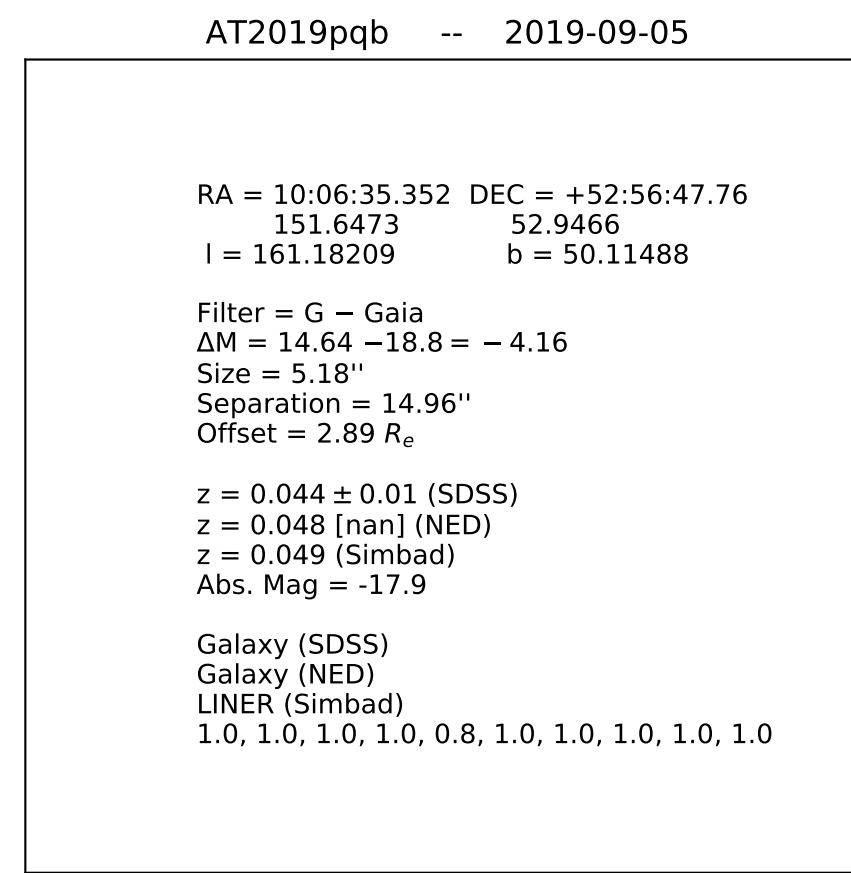 AT2019pqb -- 2019-09-05
RA = 10:06:35.352 DEC = +52:56:47.76
151.6473 52.9466
l = 161.18209 b = 50.11488
Filter = G − Gaia
ΔM = 14.64 −18.8 = − 4.16
Size = 5.18''
Separation = 14.96''
Offset = 2.89 Re
z = 0.044 ± 0.01 (SDSS)
z = 0.048 [nan] (NED)
z = 0.049 (Simbad)
Abs. Mag = -17.9
Galaxy (SDSS)
Galaxy (NED)
LINER (Simbad)
1.0, 1.0, 1.0, 1.0, 0.8, 1.0, 1.0, 1.0, 1.0, 1.0